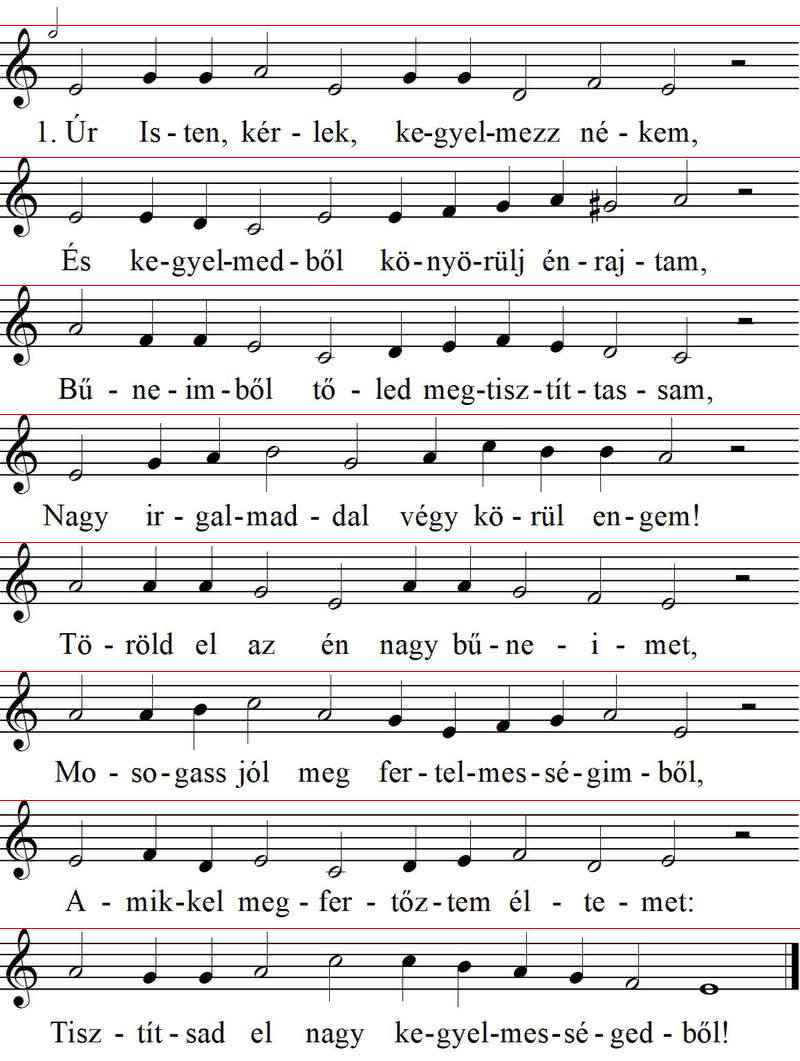 1. Úr Is - ten, kér - lek, ke-gyel-mezz né - kem,
És ke-gyel-med - ből kö-nyö-rülj én - raj - tam,
Bű - ne - im - ből tő - led meg-tisz-tít - tas - sam,
Nagy ir - gal-mad - dal végy kö - rül en-gem!
Tö - röld el az én nagy bű - ne - i - met,
Mo - so-gass jól meg fer-tel-mes-sé-gim - ből,
A - mik-kel meg - fer - tőz-tem él - te - met:
Tisz - tít - sad el nagy ke-gyel-mes-sé-ged - ből!